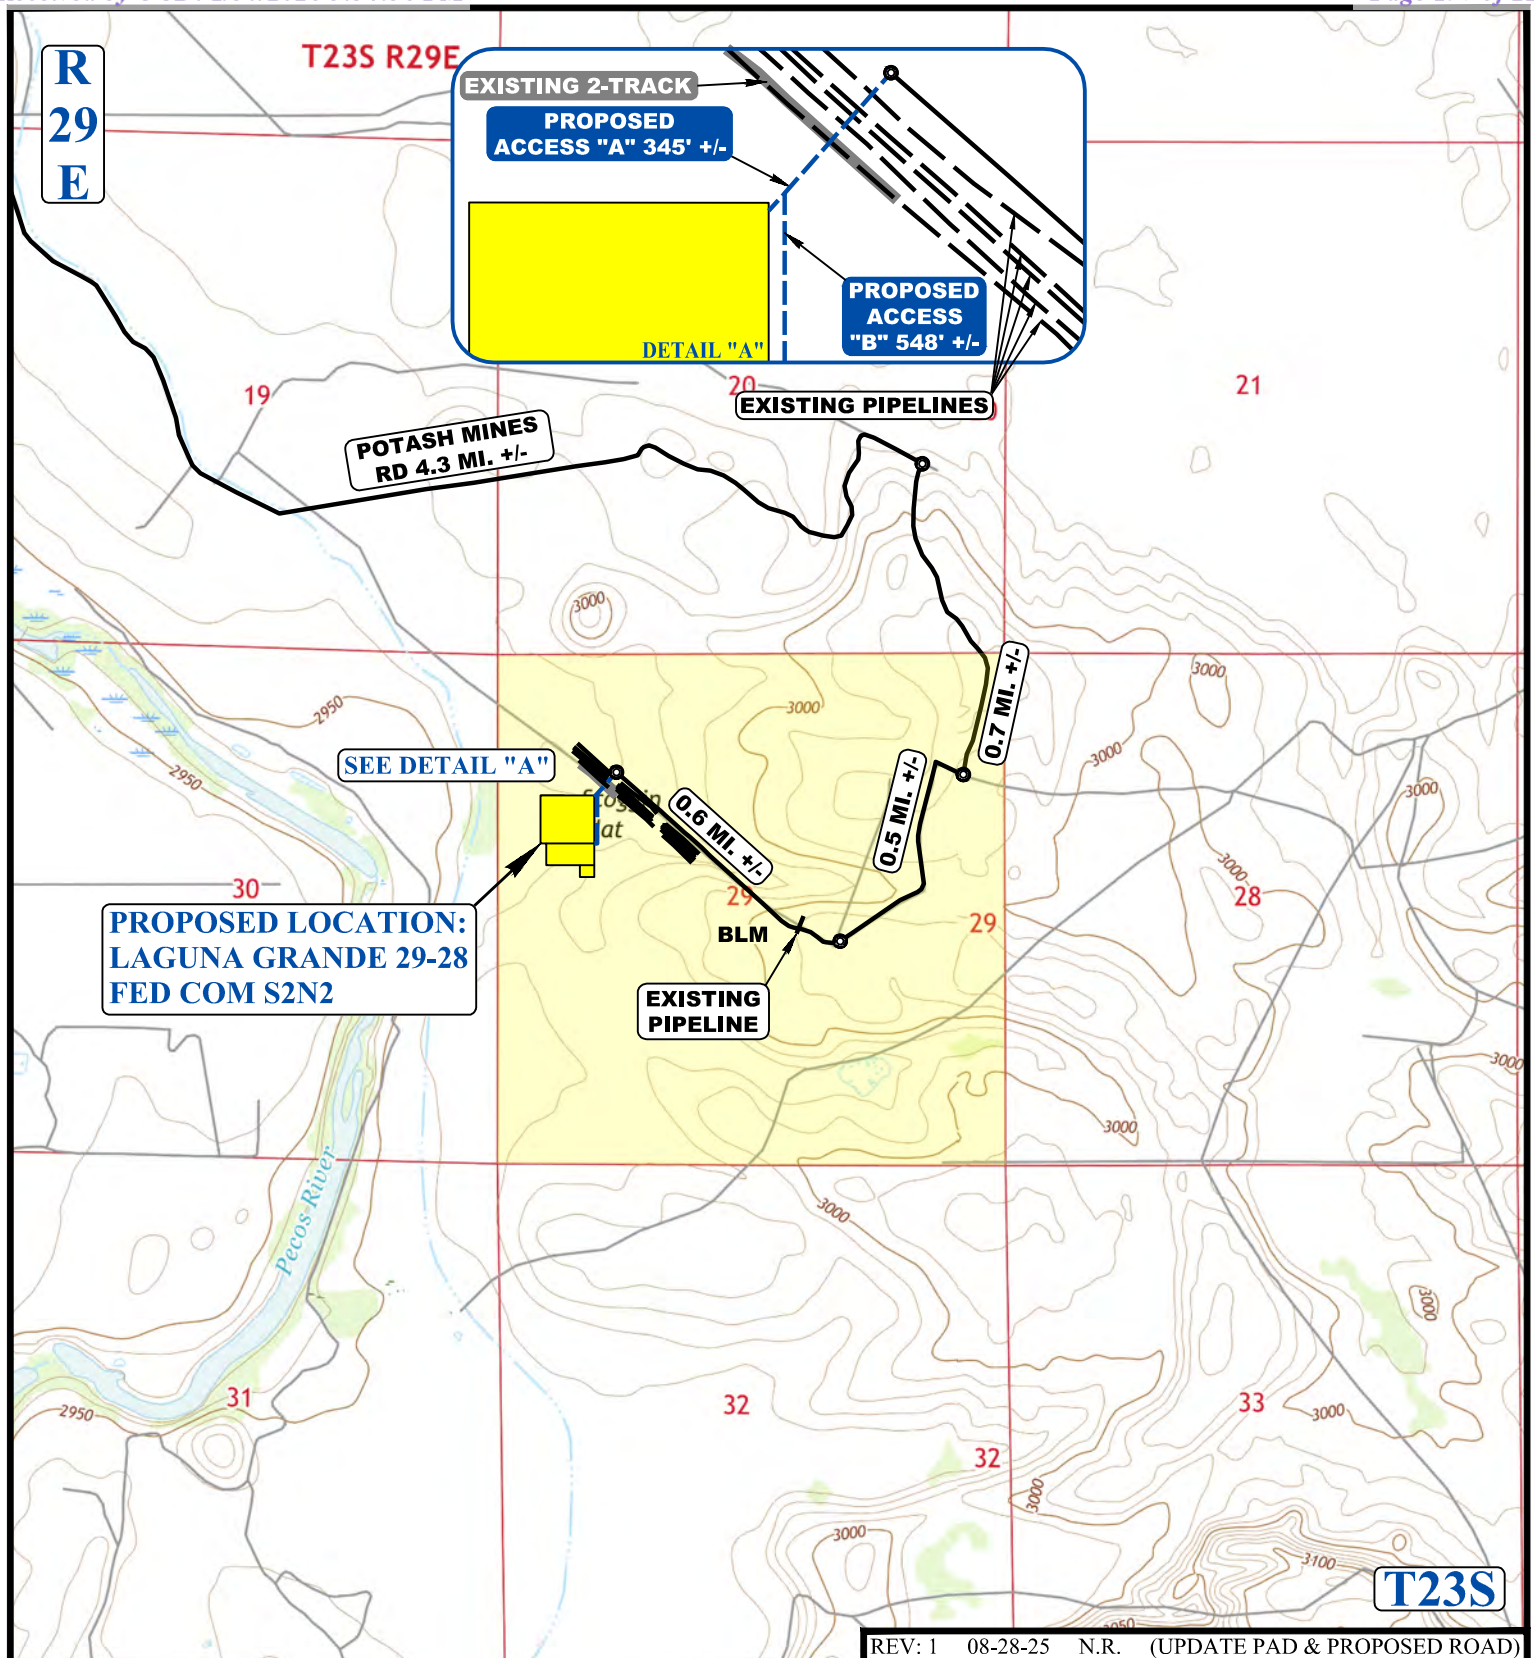 R
29
E
T23S R29E
EXISTING 2-TRACK
PROPOSED
ACCESS "A" 345' +/-
PROPOSED
ACCESS
"B" 548' +/-
DETAIL "A"
EXISTING PIPELINES
19
20
21
POTASH MINES
RD 4.3 MI. +/-
3000
2950
2950
3000
3000
3000
3000
3000
0.7 MI. +/-
SEE DETAIL "A"
0.6 MI. +/-
0.5 MI. +/-
30
29
29
28
BLM
PROPOSED LOCATION:
LAGUNA GRANDE 29-28
FED COM S2N2
EXISTING
PIPELINE
3000
3000
Pecos River
3000
3000
31
32
33
2950
3000
32
3000
3000
3100
T23S
REV: 1 08-28-25 N.R. (UPDATE PAD & PROPOSED ROAD)